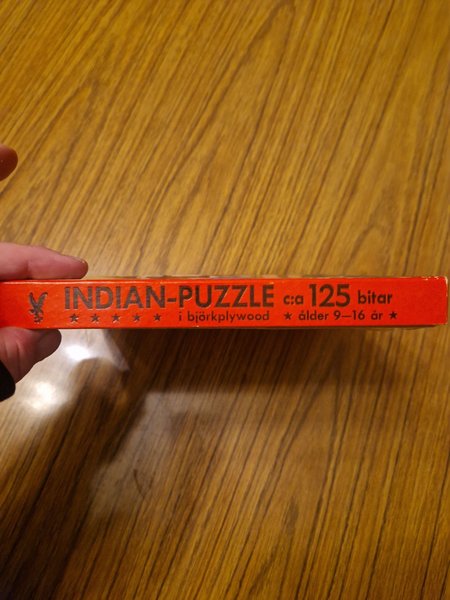 INDIAN-PUZZLE c:a 125 bitar
★ ★ ★ ★ ★ i björkplywood ★ ålder 9–16 år ★